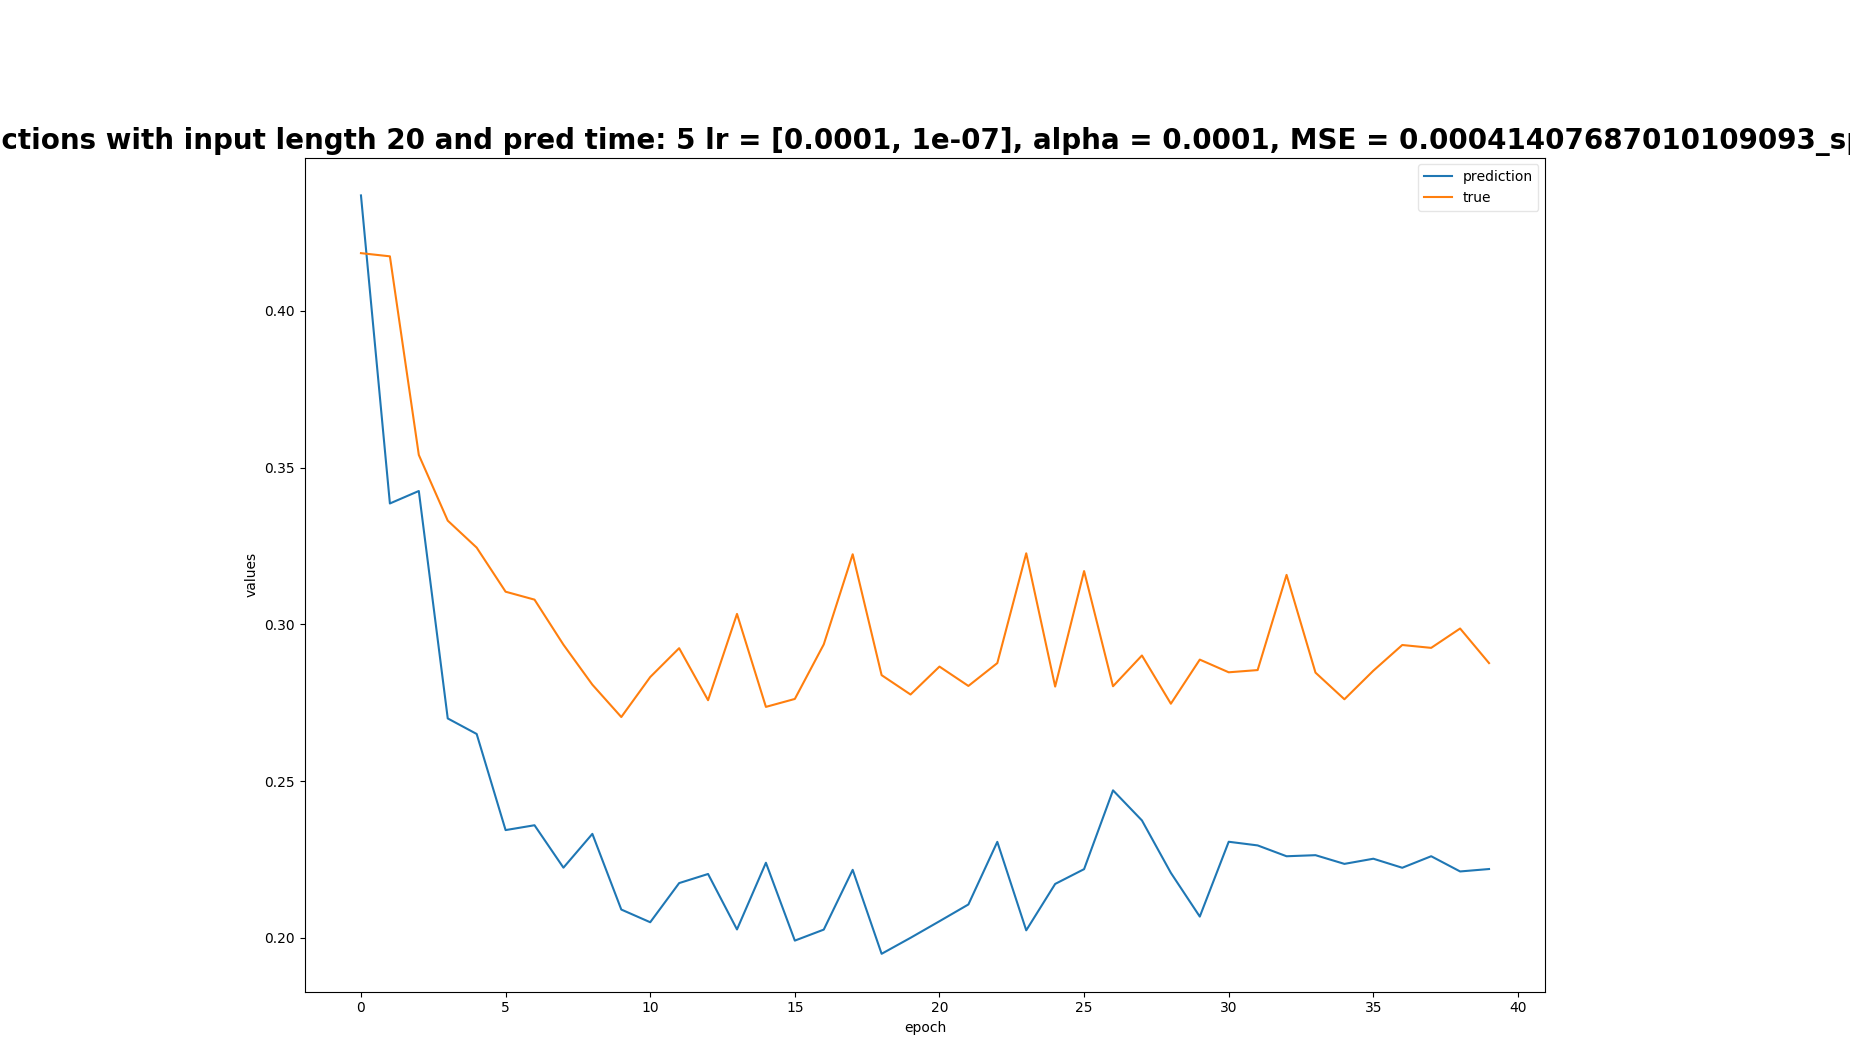 ctions with input length 20 and pred time: 5 lr = [0.0001, 1e-07], alpha = 0.0001, MSE = 0.00041407687010109093_sp
prediction
true
0.40
0.35
0.30
0.25
0.20
values
0 5 10 15 20 25 30 35 40
epoch